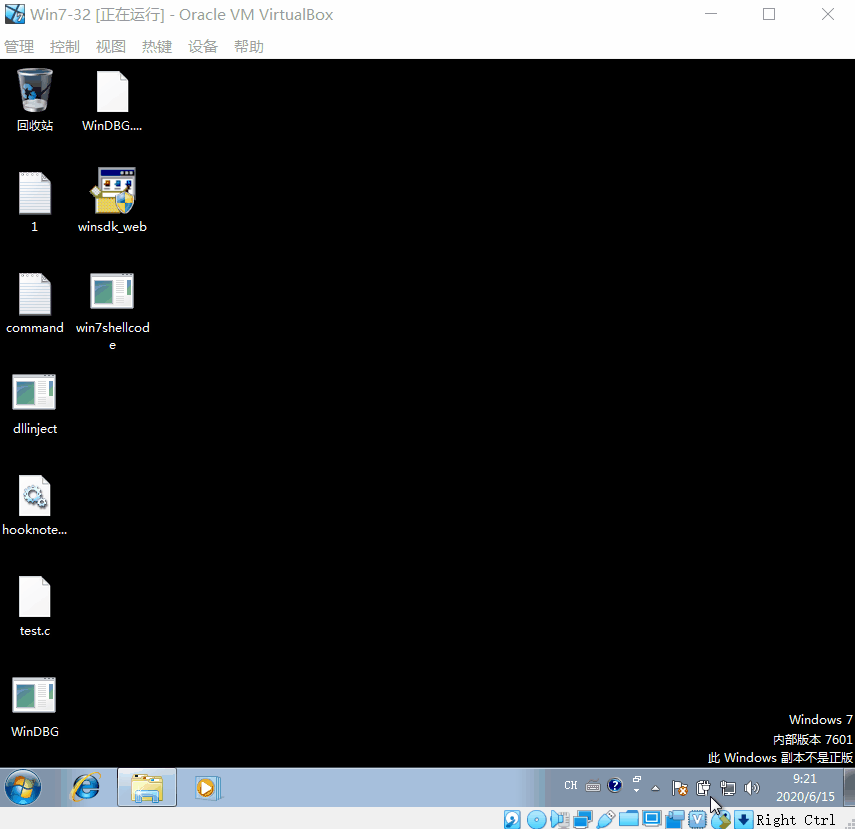 Win7-32 [正在运行] - Oracle VM VirtualBox
管理 控制 视图 热键 设备 帮助
回收站
WinDBG....
1
winsdk_web
command
win7shellcod
e
dllinject
hooknote...
test.c
WinDBG
Windows 7
内部版本 7601
此 Windows 副本不是正版
CH
9:21
2020/6/15
Right Ctrl